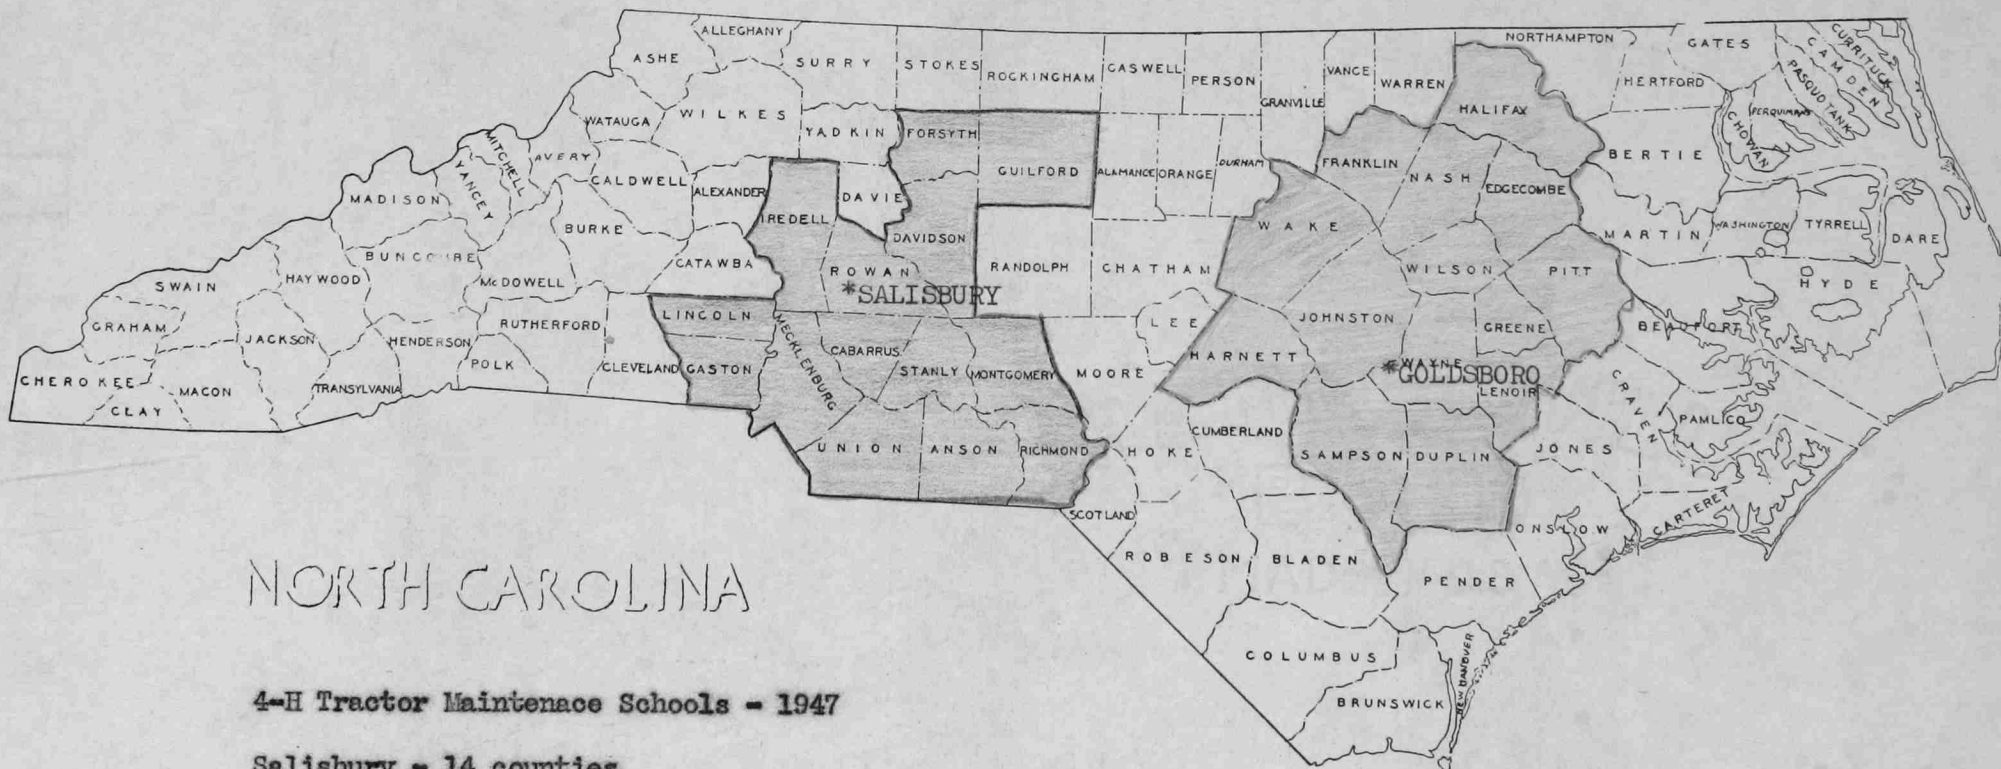 ALLEGHANY
NORTHAMPTON
GATES
CURRITUCK
CAMDEN
ASHE
SURRY
STOKES
ROCKINGHAM
CASWELL
PERSON
VANCE
WARREN
HERTFORD
PASQUOTANK
GRANVILLE
HALIFAX
PERQUIMANS
CHOWAN
WATAUGA
WILKES
YADKIN
FORSYTH
MITCHELL
AVERY
YANCEY
CALDWELL
ALEXANDER
DAVIE
GUILFORD
ALAMANCE
ORANGE
DURHAM
FRANKLIN
NASH
EDGECOMBE
BERTIE
MADISON
IREDELL
BURKE
DAVIDSON
WAKE
MARTIN
WASHINGTON
TYRRELL
DARE
BUNCOMBE
CATAWBA
ROWAN
RANDOLPH
CHATHAM
WILSON
PITT
HYDE
SWAIN
HAYWOOD
McDOWELL
*SALISBURY
GRAHAM
JACKSON
HENDERSON
RUTHERFORD
LINCOLN
MECKLENBURG
LEE
JOHNSTON
GREENE
BEAUFORT
CABARRUS
HARNETT
WAYNE
*GOLDSBORO
CHEROKEE
MACON
CLAY
TRANSYLVANIA
POLK
CLEVELAND
GASTON
STANLY
MONTGOMERY
MOORE
LENOIR
CRAVEN
PAMLICO
UNION
ANSON
RICHMOND
HOKE
CUMBERLAND
SAMPSON
DUPLIN
JONES
SCOTLAND
ONSLOW
CARTERET
ROBESON
BLADEN
PENDER
COLUMBUS
BRUNSWICK
NEW HANOVER
NORTH CAROLINA
4-H Tractor Maintenace Schools - 1947
Salisbury - 14 counties